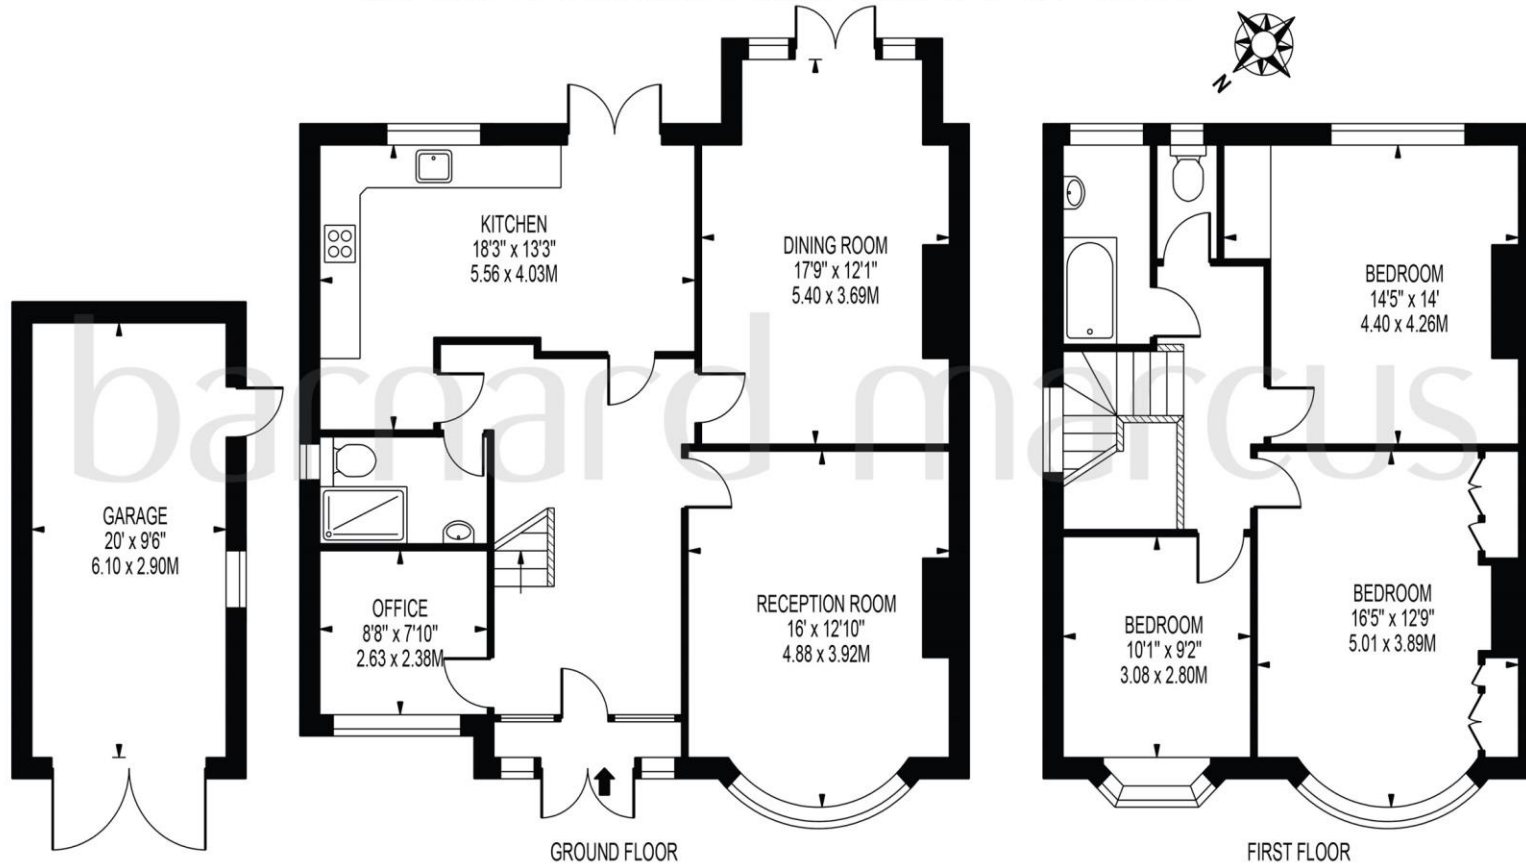 N
KITCHEN
18'3" x 13'3"
5.56 x 4.03M
DINING ROOM
17'9" x 12'1"
5.40 x 3.69M
BEDROOM
14'5" x 14'
4.40 x 4.26M
barnard marcus
GARAGE
20' x 9'6"
6.10 x 2.90M
OFFICE
8'8" x 7'10"
2.63 x 2.38M
RECEPTION ROOM
16' x 12'10"
4.88 x 3.92M
BEDROOM
10'1" x 9'2"
3.08 x 2.80M
BEDROOM
16'5" x 12'9"
5.01 x 3.89M
GROUND FLOOR
FIRST FLOOR